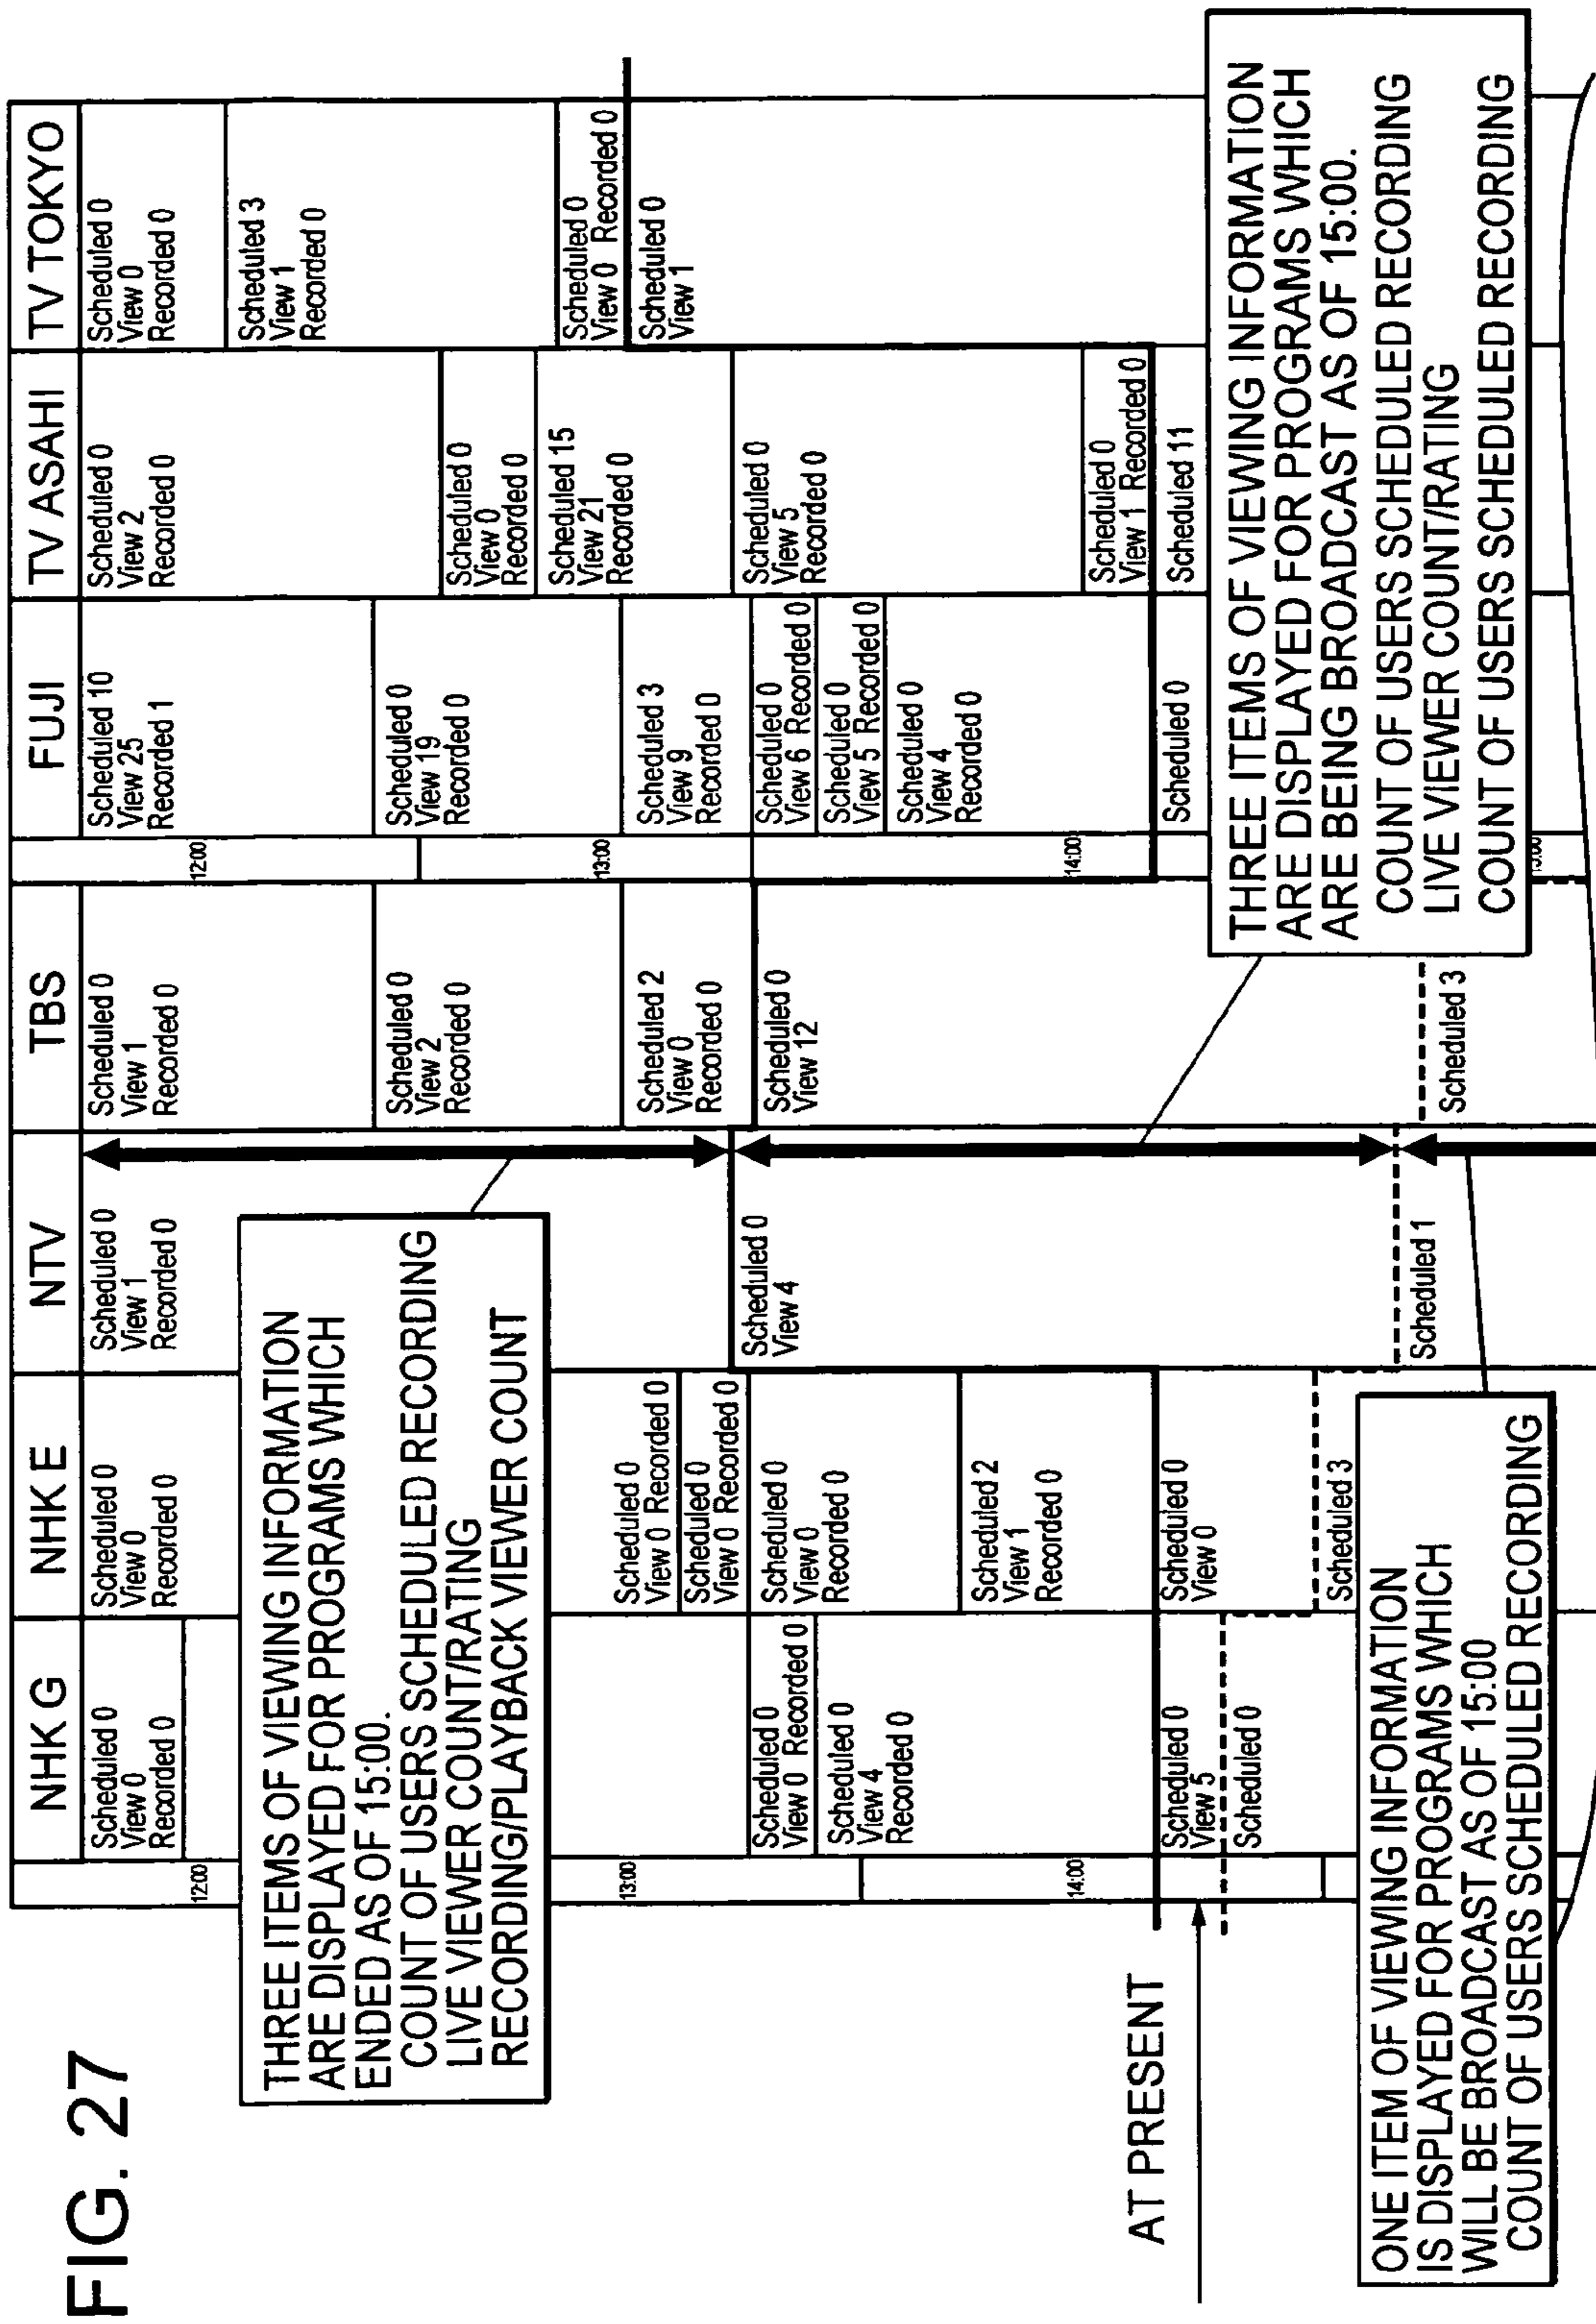 FIG. 27
NHK G
NHK E
NTV
TBS
FUJI
TV ASAHI
TV TOKYO
12:00
13:00
14:00
Scheduled 0
View 0
Recorded 0
Scheduled 0
View 0 Recorded 0
Scheduled 0
View 4
Recorded 0
Scheduled 0
View 5
Scheduled 0
Scheduled 0
View 0
Recorded 0
Scheduled 0
View 0 Recorded 0
Scheduled 0
View 0 Recorded 0
Scheduled 0
View 0
Recorded 0
Scheduled 2
View 1
Recorded 0
Scheduled 0
View 0
Scheduled 3
Scheduled 0
View 1
Recorded 0
Scheduled 0
View 4
Scheduled 1
Scheduled 0
View 1
Recorded 0
Scheduled 0
View 2
Recorded 0
Scheduled 2
View 0
Recorded 0
Scheduled 0
View 12
Scheduled 3
12:00
13:00
14:00
Scheduled 10
View 25
Recorded 1
Scheduled 0
View 19
Recorded 0
Scheduled 3
View 9
Recorded 0
Scheduled 0
View 6 Recorded 0
Scheduled 0
View 5 Recorded 0
Scheduled 0
View 4
Recorded 0
Scheduled 0
Scheduled 0
View 2
Recorded 0
Scheduled 0
View 0
Recorded 0
Scheduled 15
View 21
Recorded 0
Scheduled 0
View 5
Recorded 0
Scheduled 0
View 1 Recorded 0
Scheduled 11
Scheduled 0
View 0
Recorded 0
Scheduled 3
View 1
Recorded 0
Scheduled 0
View 0 Recorded 0
Scheduled 0
View 1
THREE ITEMS OF VIEWING INFORMATION
ARE DISPLAYED FOR PROGRAMS WHICH
ENDED AS OF 15:00.
COUNT OF USERS SCHEDULED RECORDING
LIVE VIEWER COUNT/RATING
RECORDING/PLAYBACK VIEWER COUNT
THREE ITEMS OF VIEWING INFORMATION
ARE DISPLAYED FOR PROGRAMS WHICH
ARE BEING BROADCAST AS OF 15:00.
COUNT OF USERS SCHEDULED RECORDING
LIVE VIEWER COUNT/RATING
COUNT OF USERS SCHEDULED RECORDING
AT PRESENT
ONE ITEM OF VIEWING INFORMATION
IS DISPLAYED FOR PROGRAMS WHICH
WILL BE BROADCAST AS OF 15:00
COUNT OF USERS SCHEDULED RECORDING